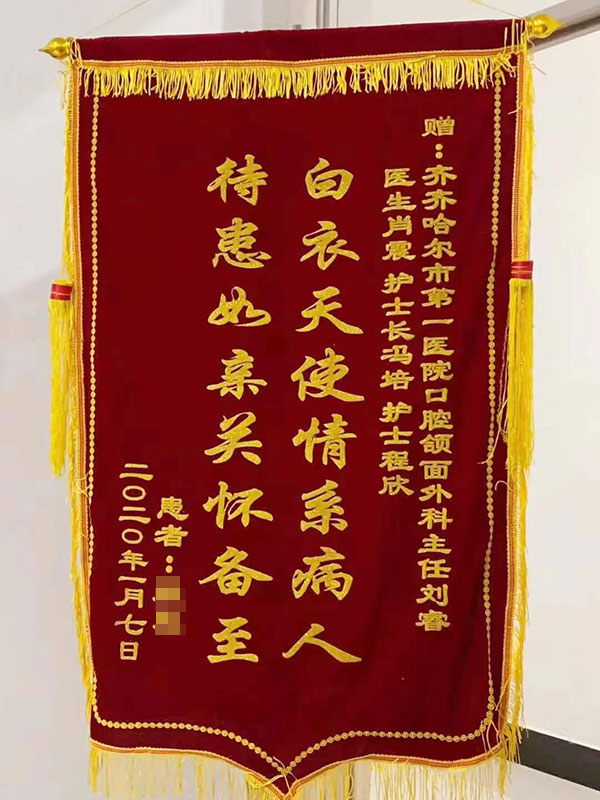 赠：齐齐哈尔市第一医院口腔颌面外科主任刘睿
医生肖震 护士长冯培 护士程欣
白衣天使情系病人
待患如亲关怀备至
患者：
二〇二〇年一月七日